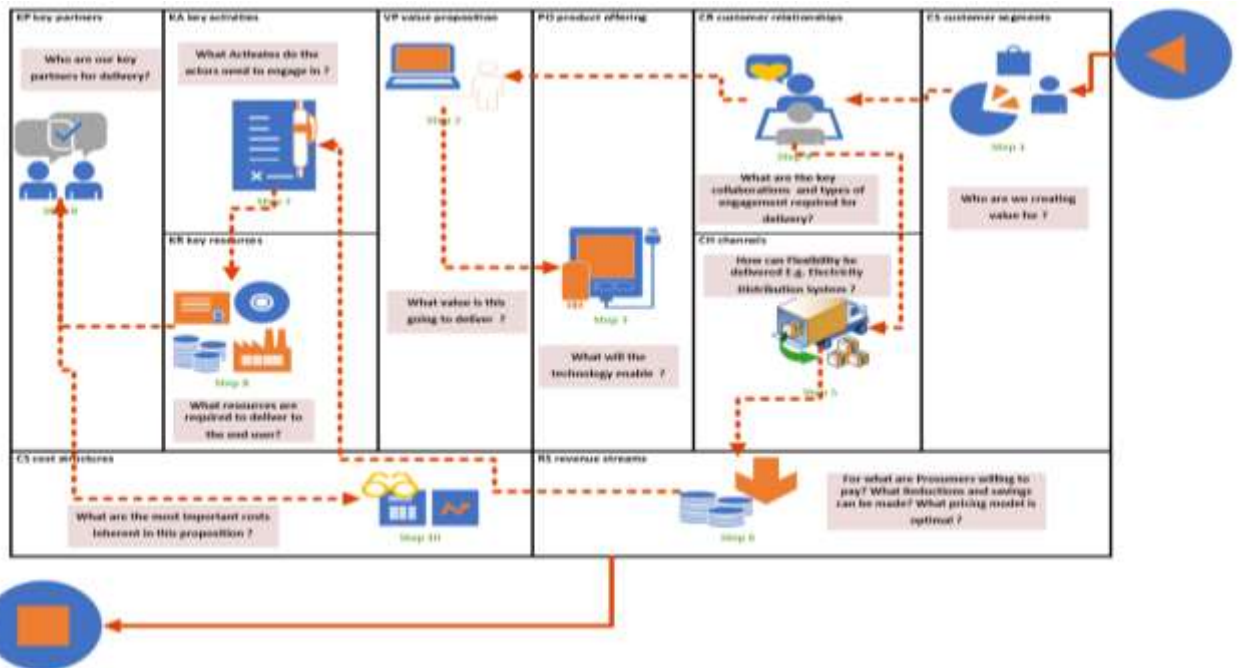 KP key partners
KA key activities
VP value proposition
PO product offering
CR customer relationships
CS customer segments
Who are our key
partners for delivery?
What Activates do the
actors need to engage in ?
Step 2
Step 1
Step 7
What are the key
collaborations and types of
engagement required for
delivery?
Who are we creating
value for ?
KR key resources
CH channels
How can Flexibility be
delivered E.g. Electricity
Distribution System ?
What value is this
going to deliver ?
Step 3
What will the
technology enable ?
Step 8
Step 5
What resources are
required to deliver to
the end user?
CS cost structures
RS revenue streams
What are the most important costs
inherent in this proposition ?
Step 10
Step 6
For what are Prosumers willing to
pay? What Reductions and savings
can be made? What pricing model is
optimal ?